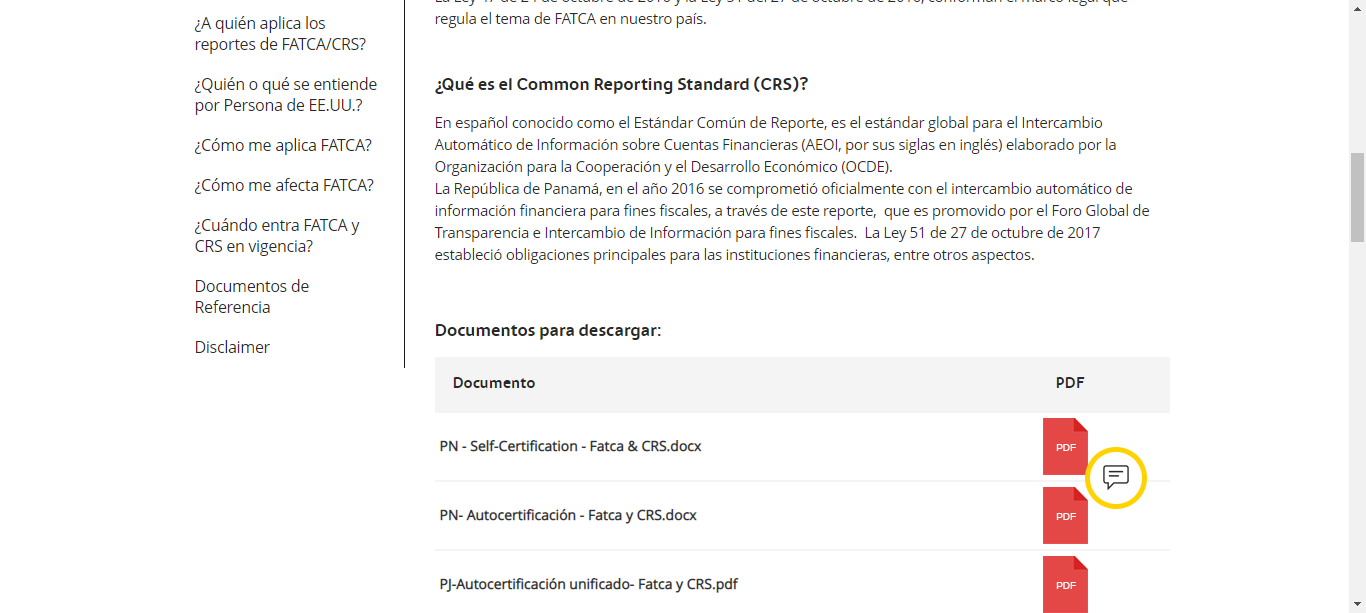 ¿A quién aplica los
reportes de FATCA/CRS?
¿Quién o qué se entiende
por Persona de EE.UU.?
¿Cómo me aplica FATCA?
¿Cómo me afecta FATCA?
¿Cuándo entra FATCA y
CRS en vigencia?
Documentos de
Referencia
Disclaimer
regula el tema de FATCA en nuestro país.
¿Qué es el Common Reporting Standard (CRS)?
En español conocido como el Estándar Común de Reporte, es el estándar global para el Intercambio
Automático de Información sobre Cuentas Financieras (AEOI, por sus siglas en inglés) elaborado por la
Organización para la Cooperación y el Desarrollo Económico (OCDE).
La República de Panamá, en el año 2016 se comprometió oficialmente con el intercambio automático de
información financiera para fines fiscales, a través de este reporte,  que es promovido por el Foro Global de
Transparencia e Intercambio de Información para fines fiscales.  La Ley 51 de 27 de octubre de 2017
estableció obligaciones principales para las instituciones financieras, entre otros aspectos.
Documentos para descargar:
Documento PDF
PN - Self-Certification - Fatca & CRS.docx PDF
PN- Autocertificación - Fatca y CRS.docx PDF
PJ-Autocertificación unificado- Fatca y CRS.pdf PDF